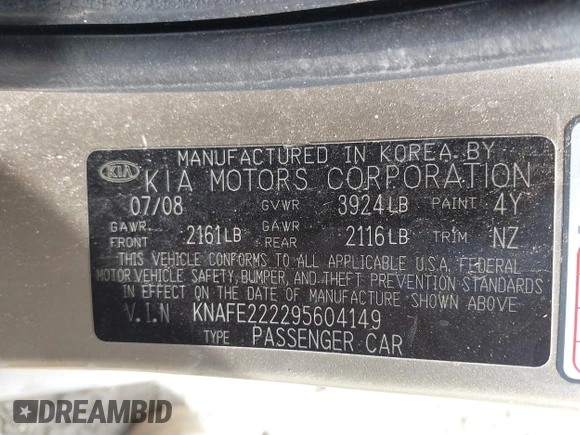 MANUFACTURED IN KOREA BY
KIA KIA MOTORS CORPORATION
07/08 GVWR 3924LB PAINT 4Y
GAWR FRONT 2161LB GAWR REAR 2116LB TRIM NZ
THIS VEHICLE CONFORMS TO ALL APPLICABLE U.S.A. FEDERAL
MOTOR VEHICLE SAFETY, BUMPER, AND THEFT PREVENTION STANDARDS
IN EFFECT ON THE DATE OF MANUFACTURE SHOWN ABOVE
V.I.N KNAFE222295604149
TYPE PASSENGER CAR
DREAMBID